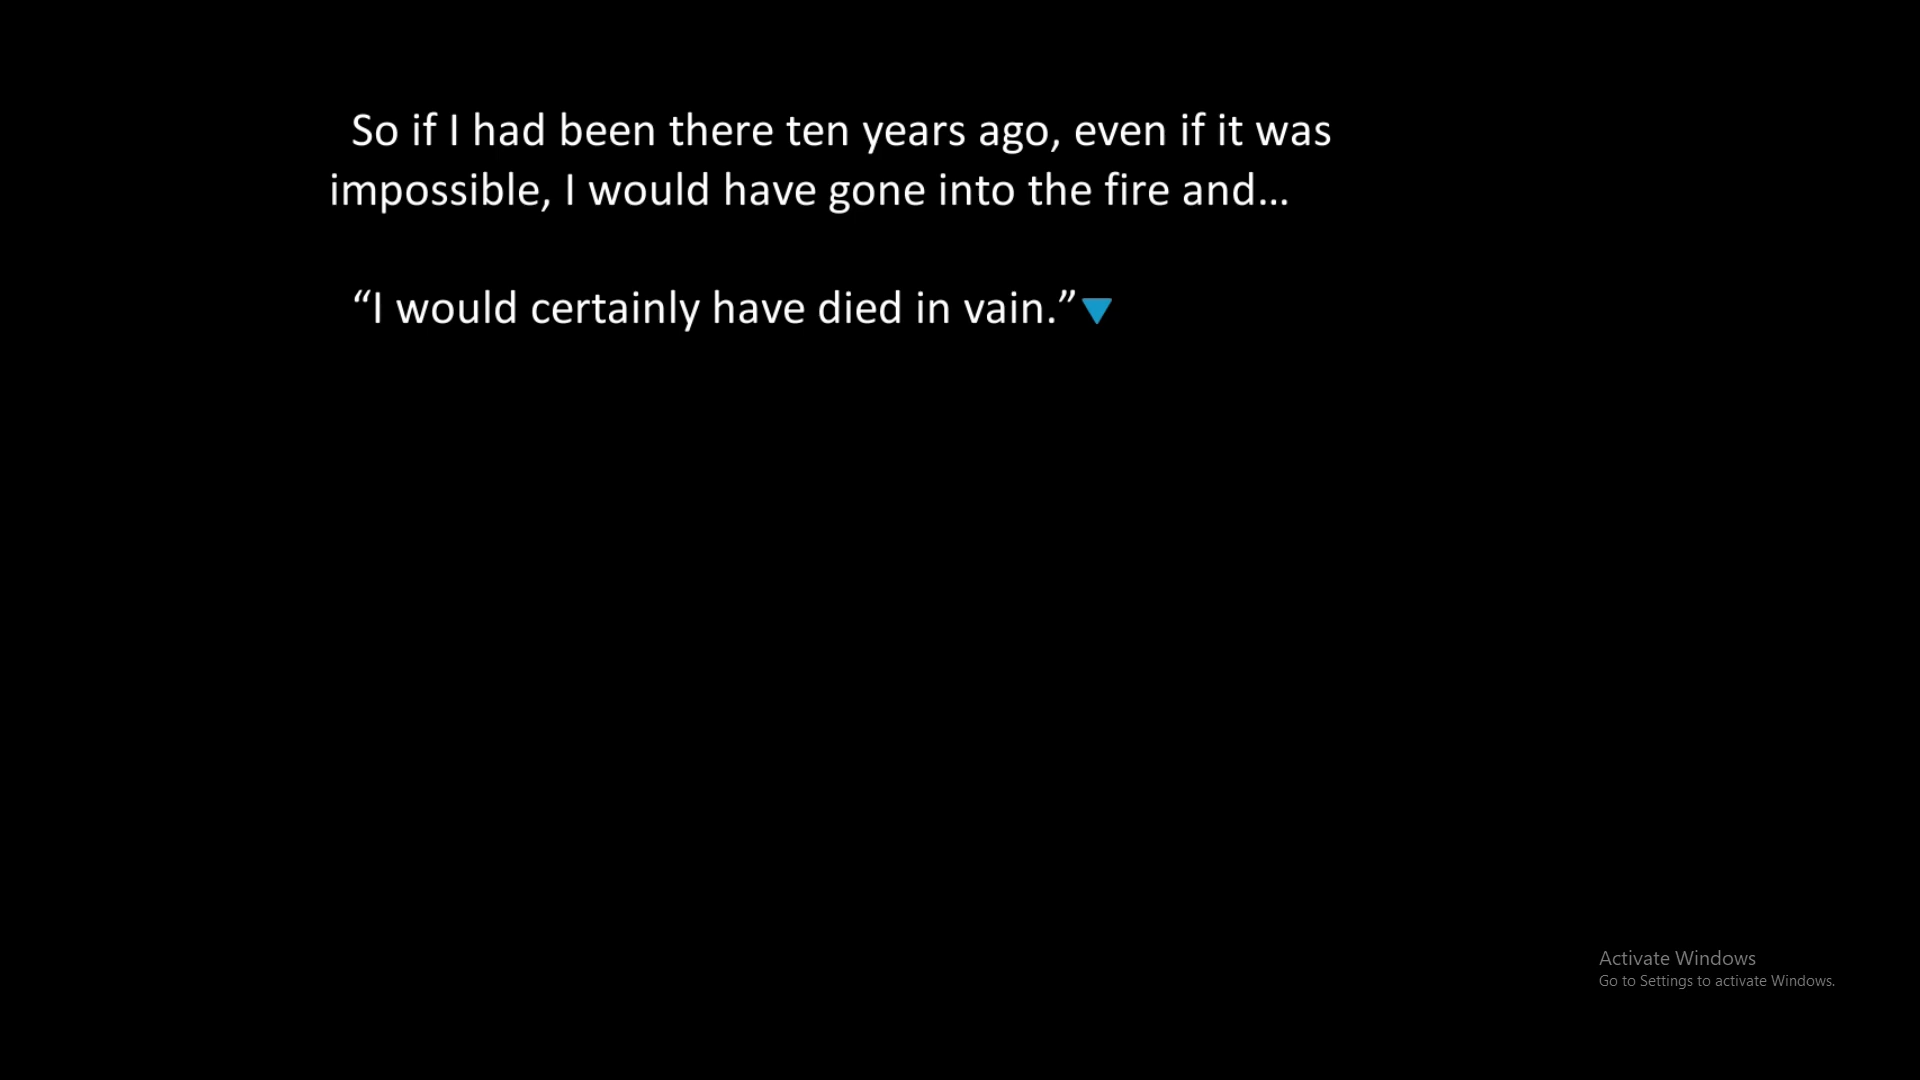 So if I had been there ten years ago, even if it was
impossible, I would have gone into the fire and…
“I would certainly have died in vain.”
Activate Windows
Go to Settings to activate Windows.